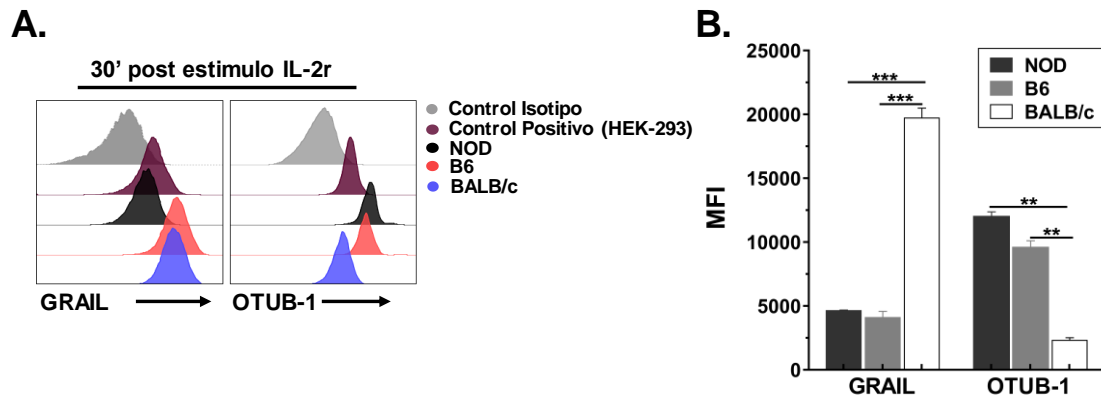 A.
30' post estimulo IL-2r
Control Isotipo
Control Positivo (HEK-293)
NOD
B6
BALB/c
GRAIL
OTUB-1
B.
25000
20000
15000
10000
5000
0
MFI
***
***
**
**
NOD
B6
BALB/c
GRAIL
OTUB-1